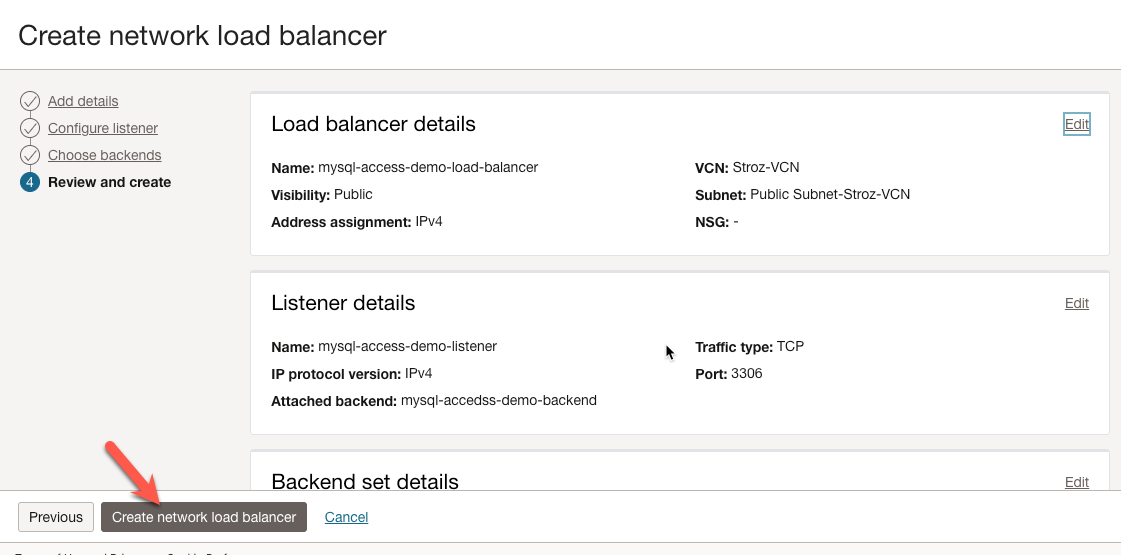 Create network load balancer
Add details
Configure listener
Choose backends
4 Review and create
Load balancer details
Edit
Name: mysql-access-demo-load-balancer
VCN: Stroz-VCN
Visibility: Public
Subnet: Public Subnet-Stroz-VCN
Address assignment: IPv4
NSG: -
Listener details
Edit
Name: mysql-access-demo-listener
Traffic type: TCP
IP protocol version: IPv4
Port: 3306
Attached backend: mysql-accedss-demo-backend
Backend set details
Edit
Previous
Create network load balancer
Cancel